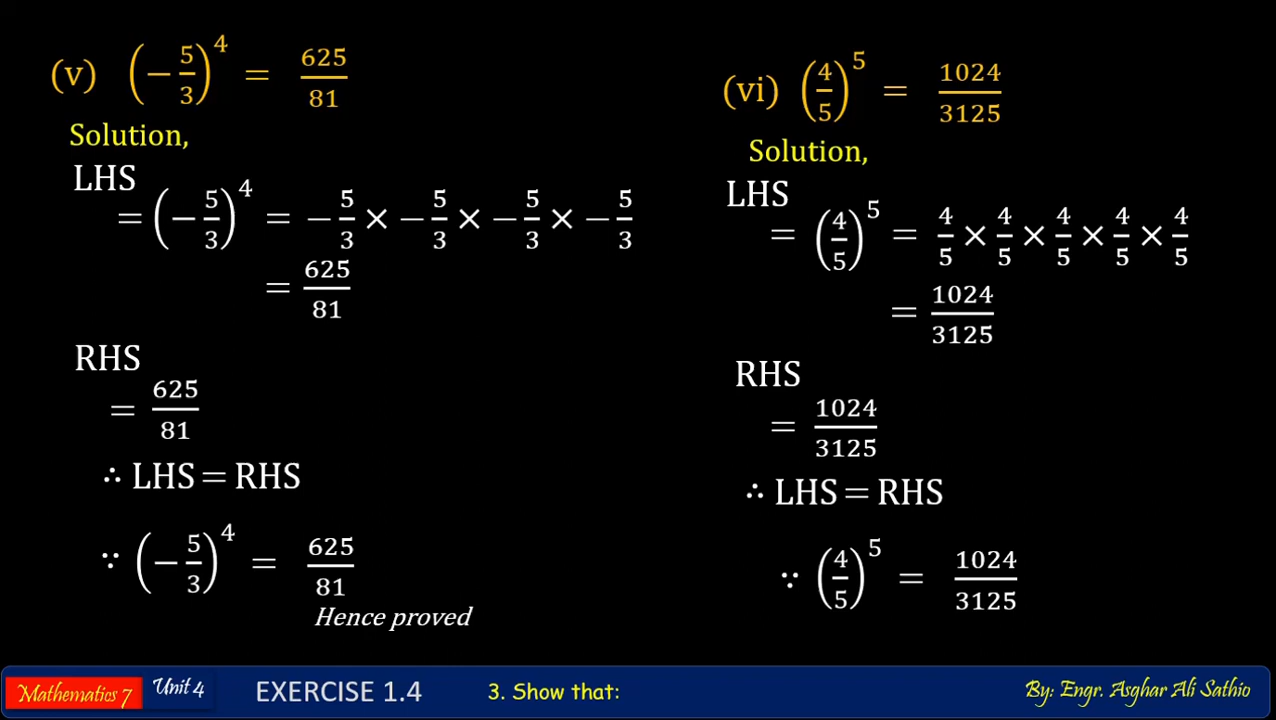 (v) (−5/3)^4 = 625/81
Solution,
LHS
= (−5/3)^4 = −5/3 × −5/3 × −5/3 × −5/3
= 625/81
RHS
= 625/81
∴ LHS = RHS
∵ (−5/3)^4 = 625/81
Hence proved
(vi) (4/5)^5 = 1024/3125
Solution,
LHS
= (4/5)^5 = 4/5 × 4/5 × 4/5 × 4/5 × 4/5
= 1024/3125
RHS
= 1024/3125
∴ LHS = RHS
∵ (4/5)^5 = 1024/3125
Mathematics 7 Unit 4 EXERCISE 1.4 3. Show that: By: Engr. Asghar Ali Sathio